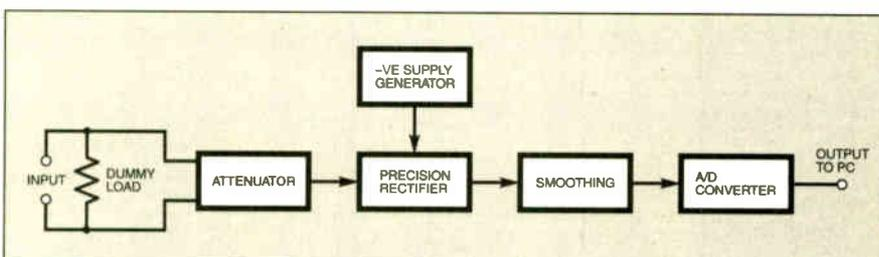 -VE SUPPLY
GENERATOR
INPUT
DUMMY
LOAD
ATTENUATOR
PRECISION
RECTIFIER
SMOOTHING
A/D
CONVERTER
OUTPUT
TO PC